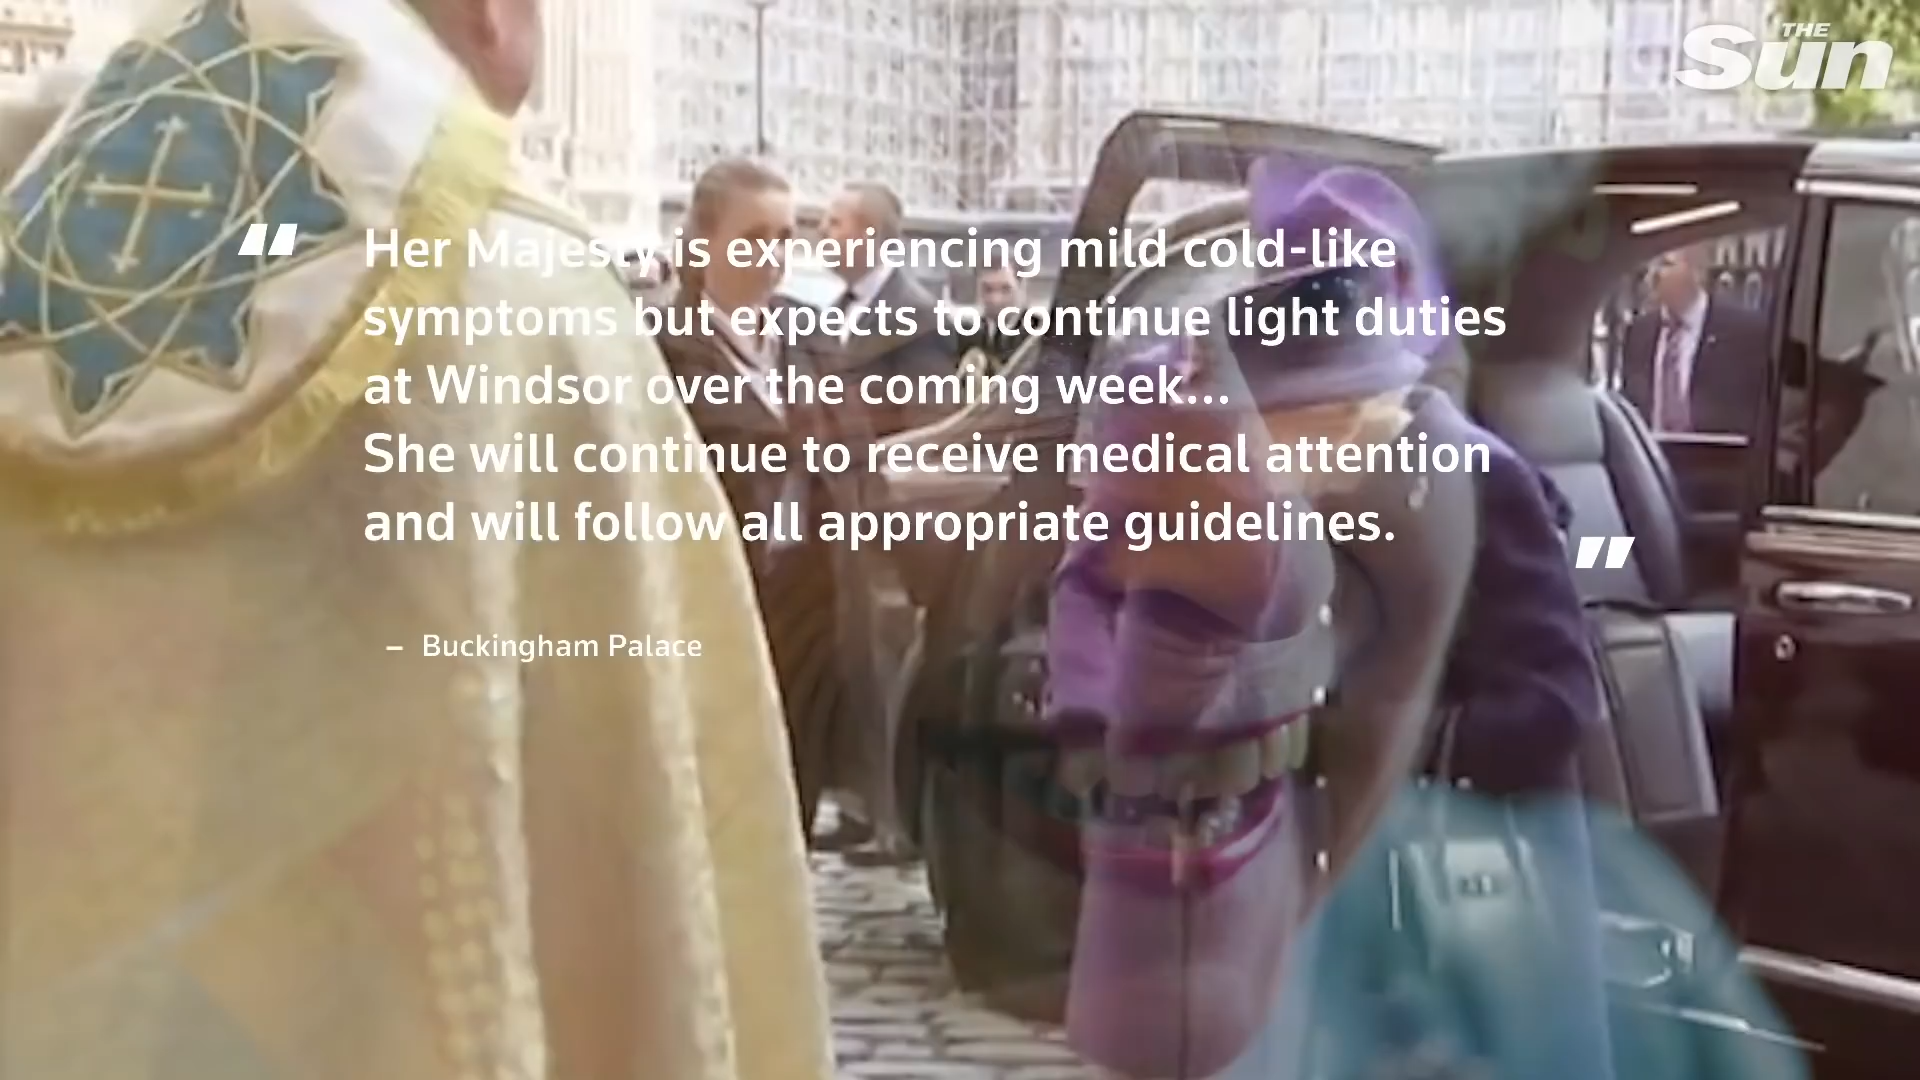 THE
Sun
" Her Majesty is experiencing mild cold-like
symptoms but expects to continue light duties
at Windsor over the coming week...
She will continue to receive medical attention
and will follow all appropriate guidelines. "
– Buckingham Palace